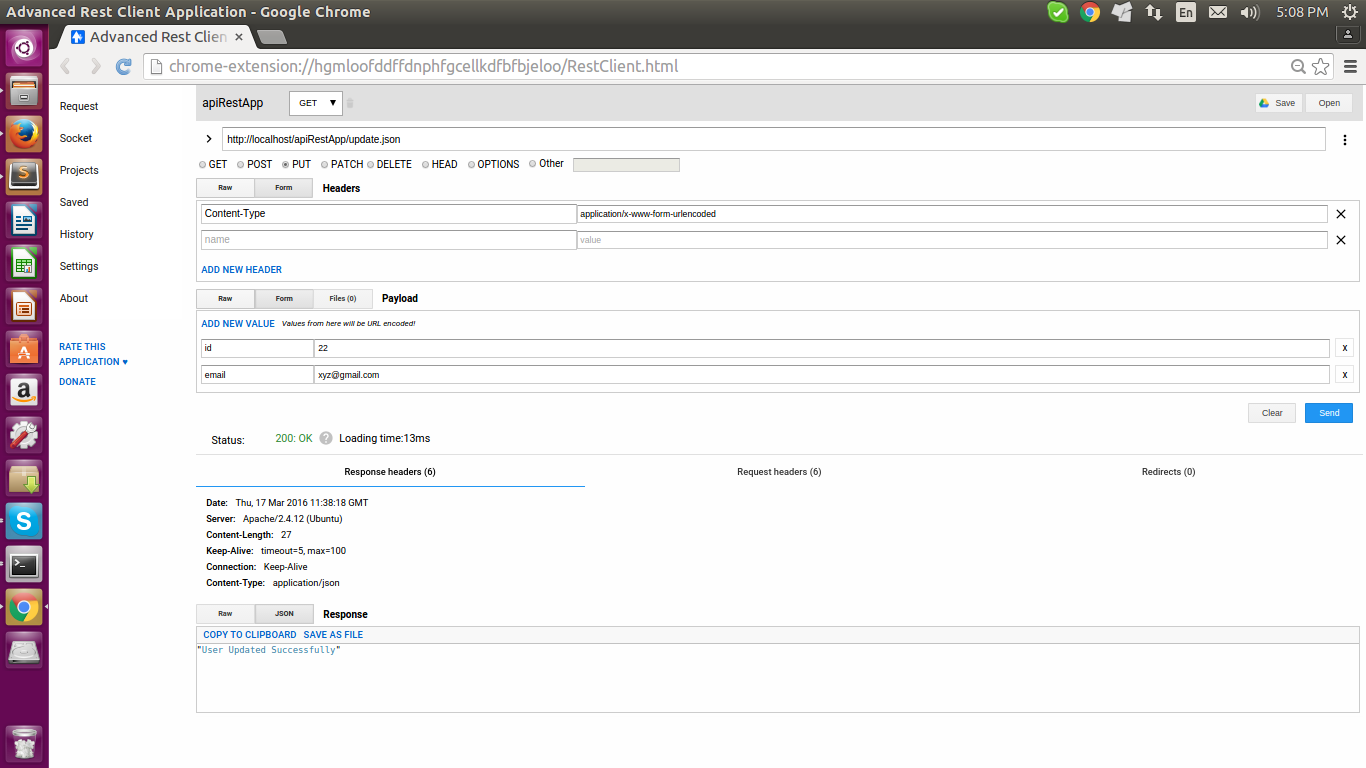 Advanced Rest Client Application - Google Chrome
En
5:08 PM
Advanced Rest Clien
chrome-extension://hgmloofddffdnphfgcellkdfbfbjeloo/RestClient.html
Request
Socket
Projects
Saved
History
Settings
About
RATE THIS
APPLICATION ♥
DONATE
apiRestApp
GET
Save
Open
http://localhost/apiRestApp/update.json
GET POST PUT PATCH DELETE HEAD OPTIONS Other
Raw Form Headers
Content-Type application/x-www-form-urlencoded
name value
ADD NEW HEADER
Raw Form Files (0) Payload
ADD NEW VALUE Values from here will be URL encoded!
id 22 x
email xyz@gmail.com x
Clear Send
Status: 200: OK ? Loading time:13ms
Response headers (6) Request headers (6) Redirects (0)
Date: Thu, 17 Mar 2016 11:38:18 GMT
Server: Apache/2.4.12 (Ubuntu)
Content-Length: 27
Keep-Alive: timeout=5, max=100
Connection: Keep-Alive
Content-Type: application/json
Raw JSON Response
COPY TO CLIPBOARD SAVE AS FILE
"User Updated Successfully"